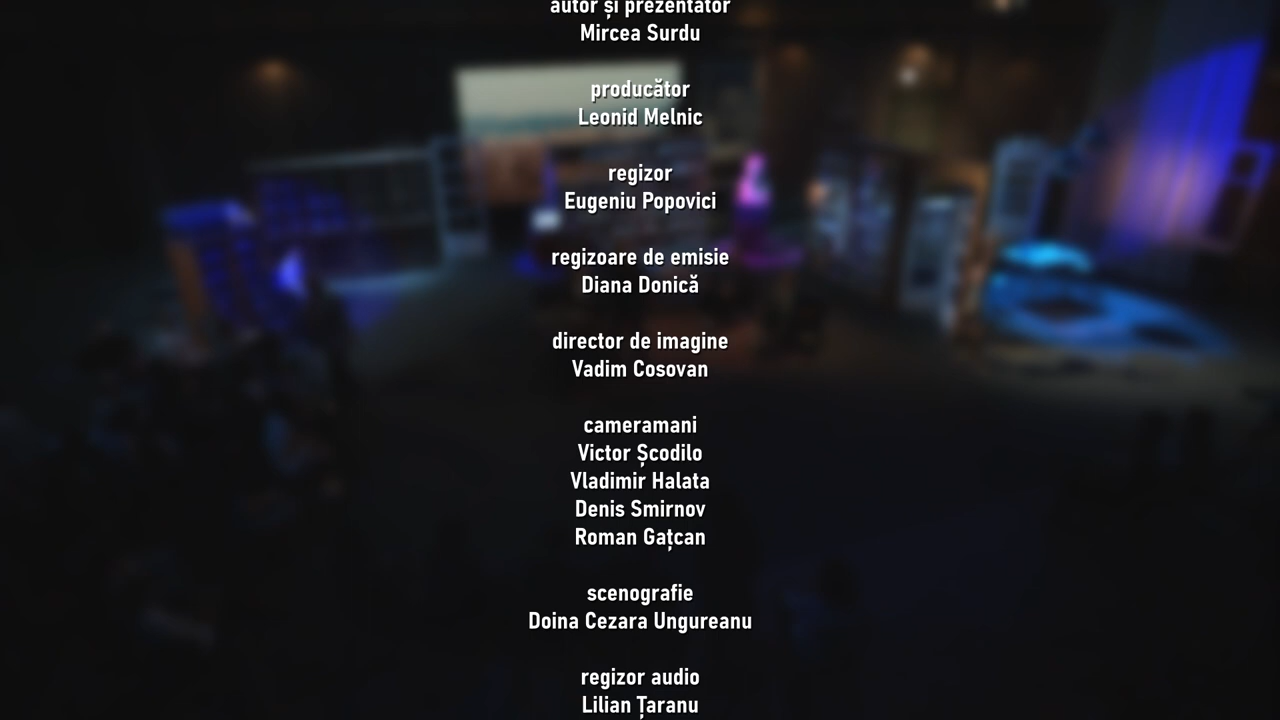 autor și prezentator
Mircea Surdu
producător
Leonid Melnic
regizor
Eugeniu Popovici
regizoare de emisie
Diana Donică
director de imagine
Vadim Cosovan
cameramani
Victor Școdilo
Vladimir Halata
Denis Smirnov
Roman Gațcan
scenografie
Doina Cezara Ungureanu
regizor audio
Lilian Țaranu